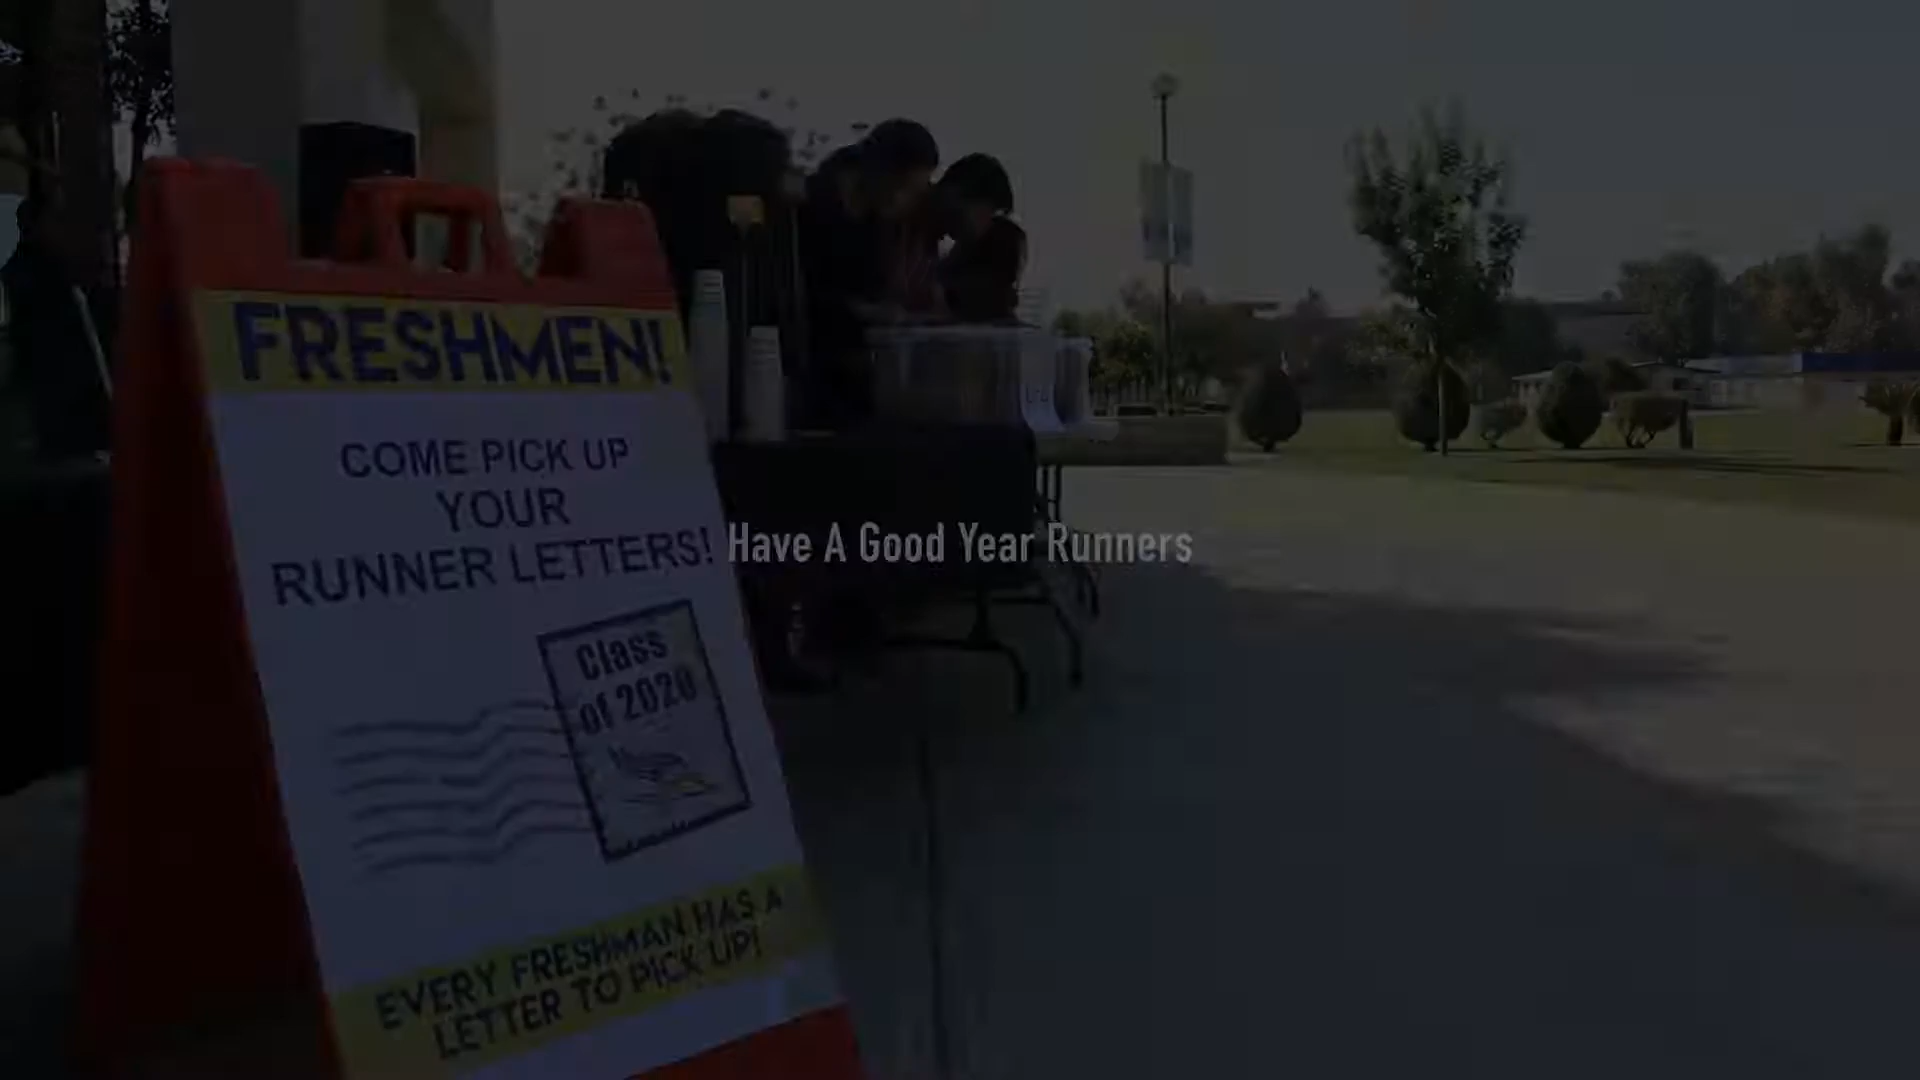 FRESHMEN!
COME PICK UP
YOUR
RUNNER LETTERS!
Have A Good Year Runners
Class
of 2020
EVERY FRESHMAN HAS A
LETTER TO PICK UP!